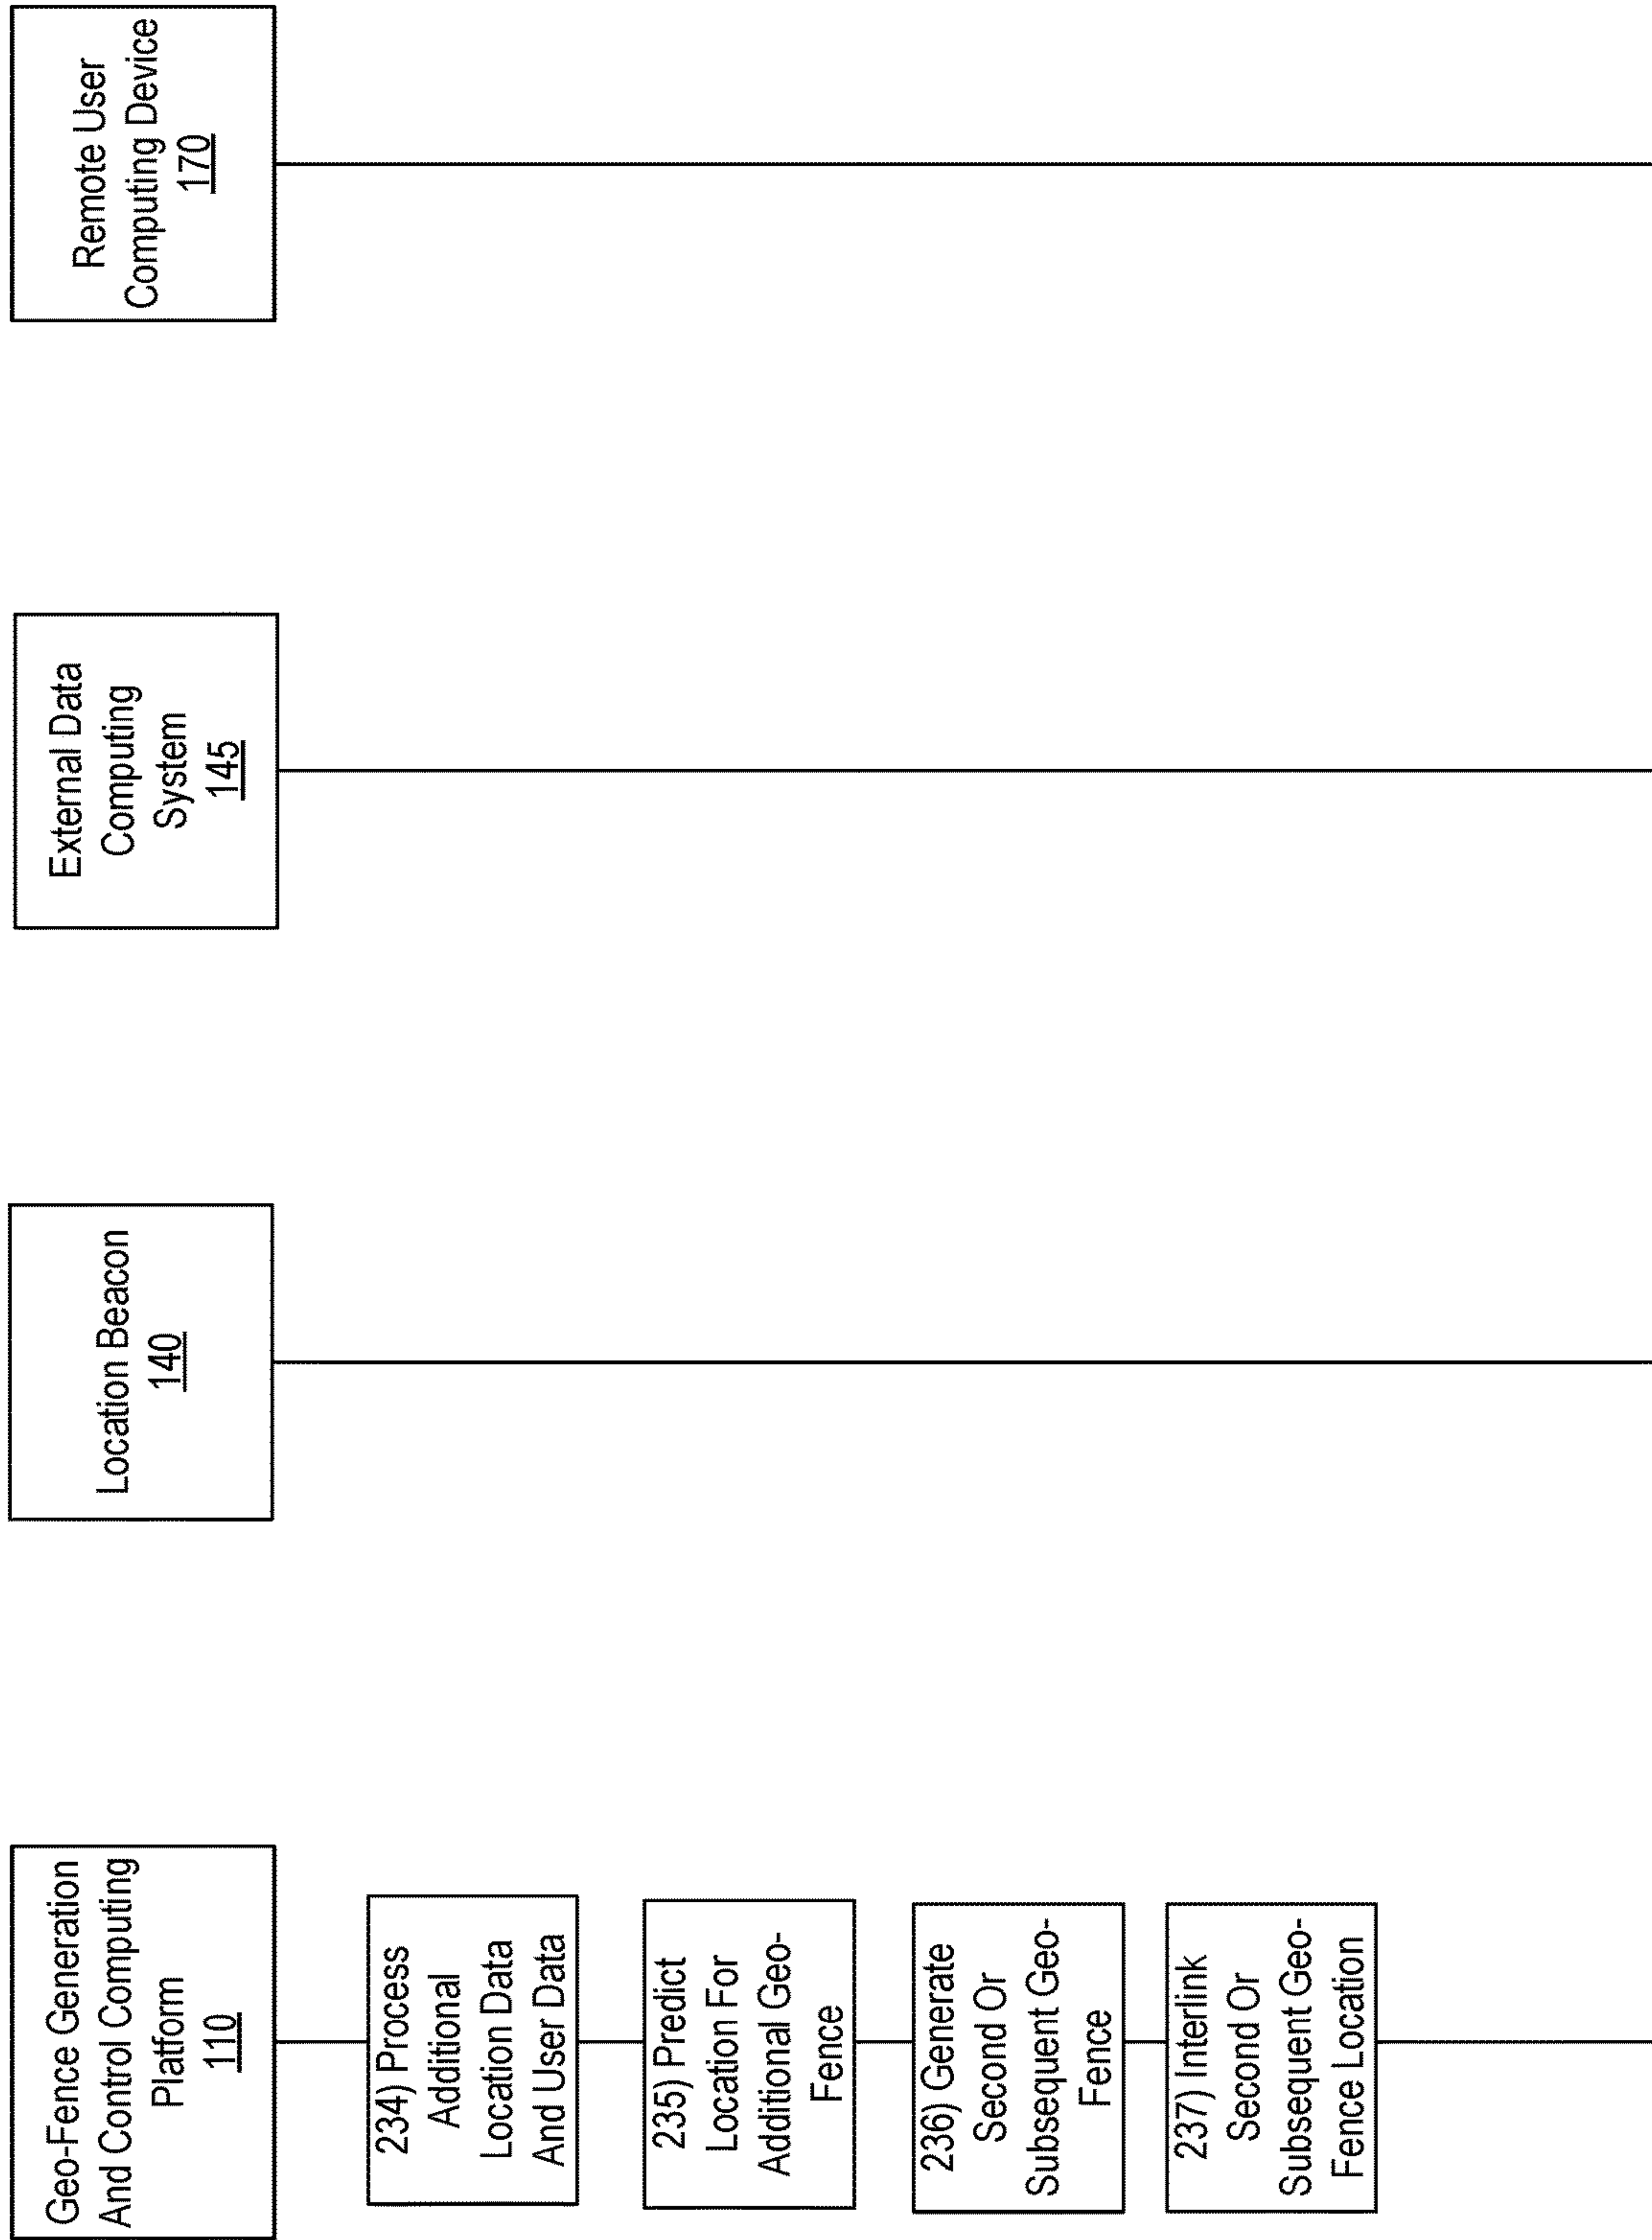 Geo-Fence Generation
And Control Computing
Platform
110
Location Beacon
140
External Data
Computing
System
145
Remote User
Computing Device
170
234) Process
Additional
Location Data
And User Data
235) Predict
Location For
Additional Geo-
Fence
236) Generate
Second Or
Subsequent Geo-
Fence
237) Interlink
Second Or
Subsequent Geo-
Fence Location